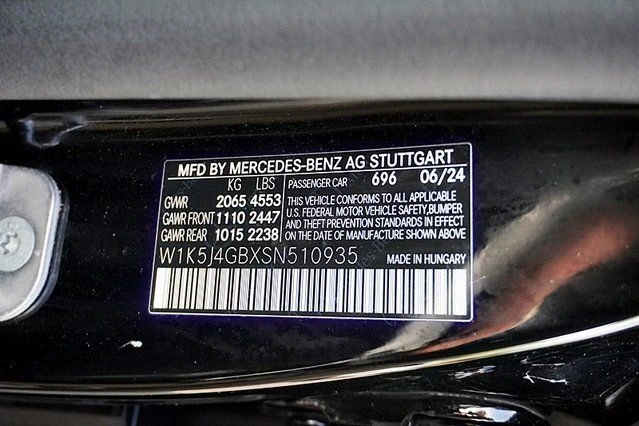 MFD BY MERCEDES-BENZ AG STUTTGART
KG LBS
GVWR 2065 4553
GAWR FRONT 1110 2447
GAWR REAR 1015 2238
PASSENGER CAR 696 06/24
THIS VEHICLE CONFORMS TO ALL APPLICABLE
U.S. FEDERAL MOTOR VEHICLE SAFETY,BUMPER
AND THEFT PREVENTION STANDARDS IN EFFECT
ON THE DATE OF MANUFACTURE SHOWN ABOVE
W1K5J4GBXSN510935
MADE IN HUNGARY